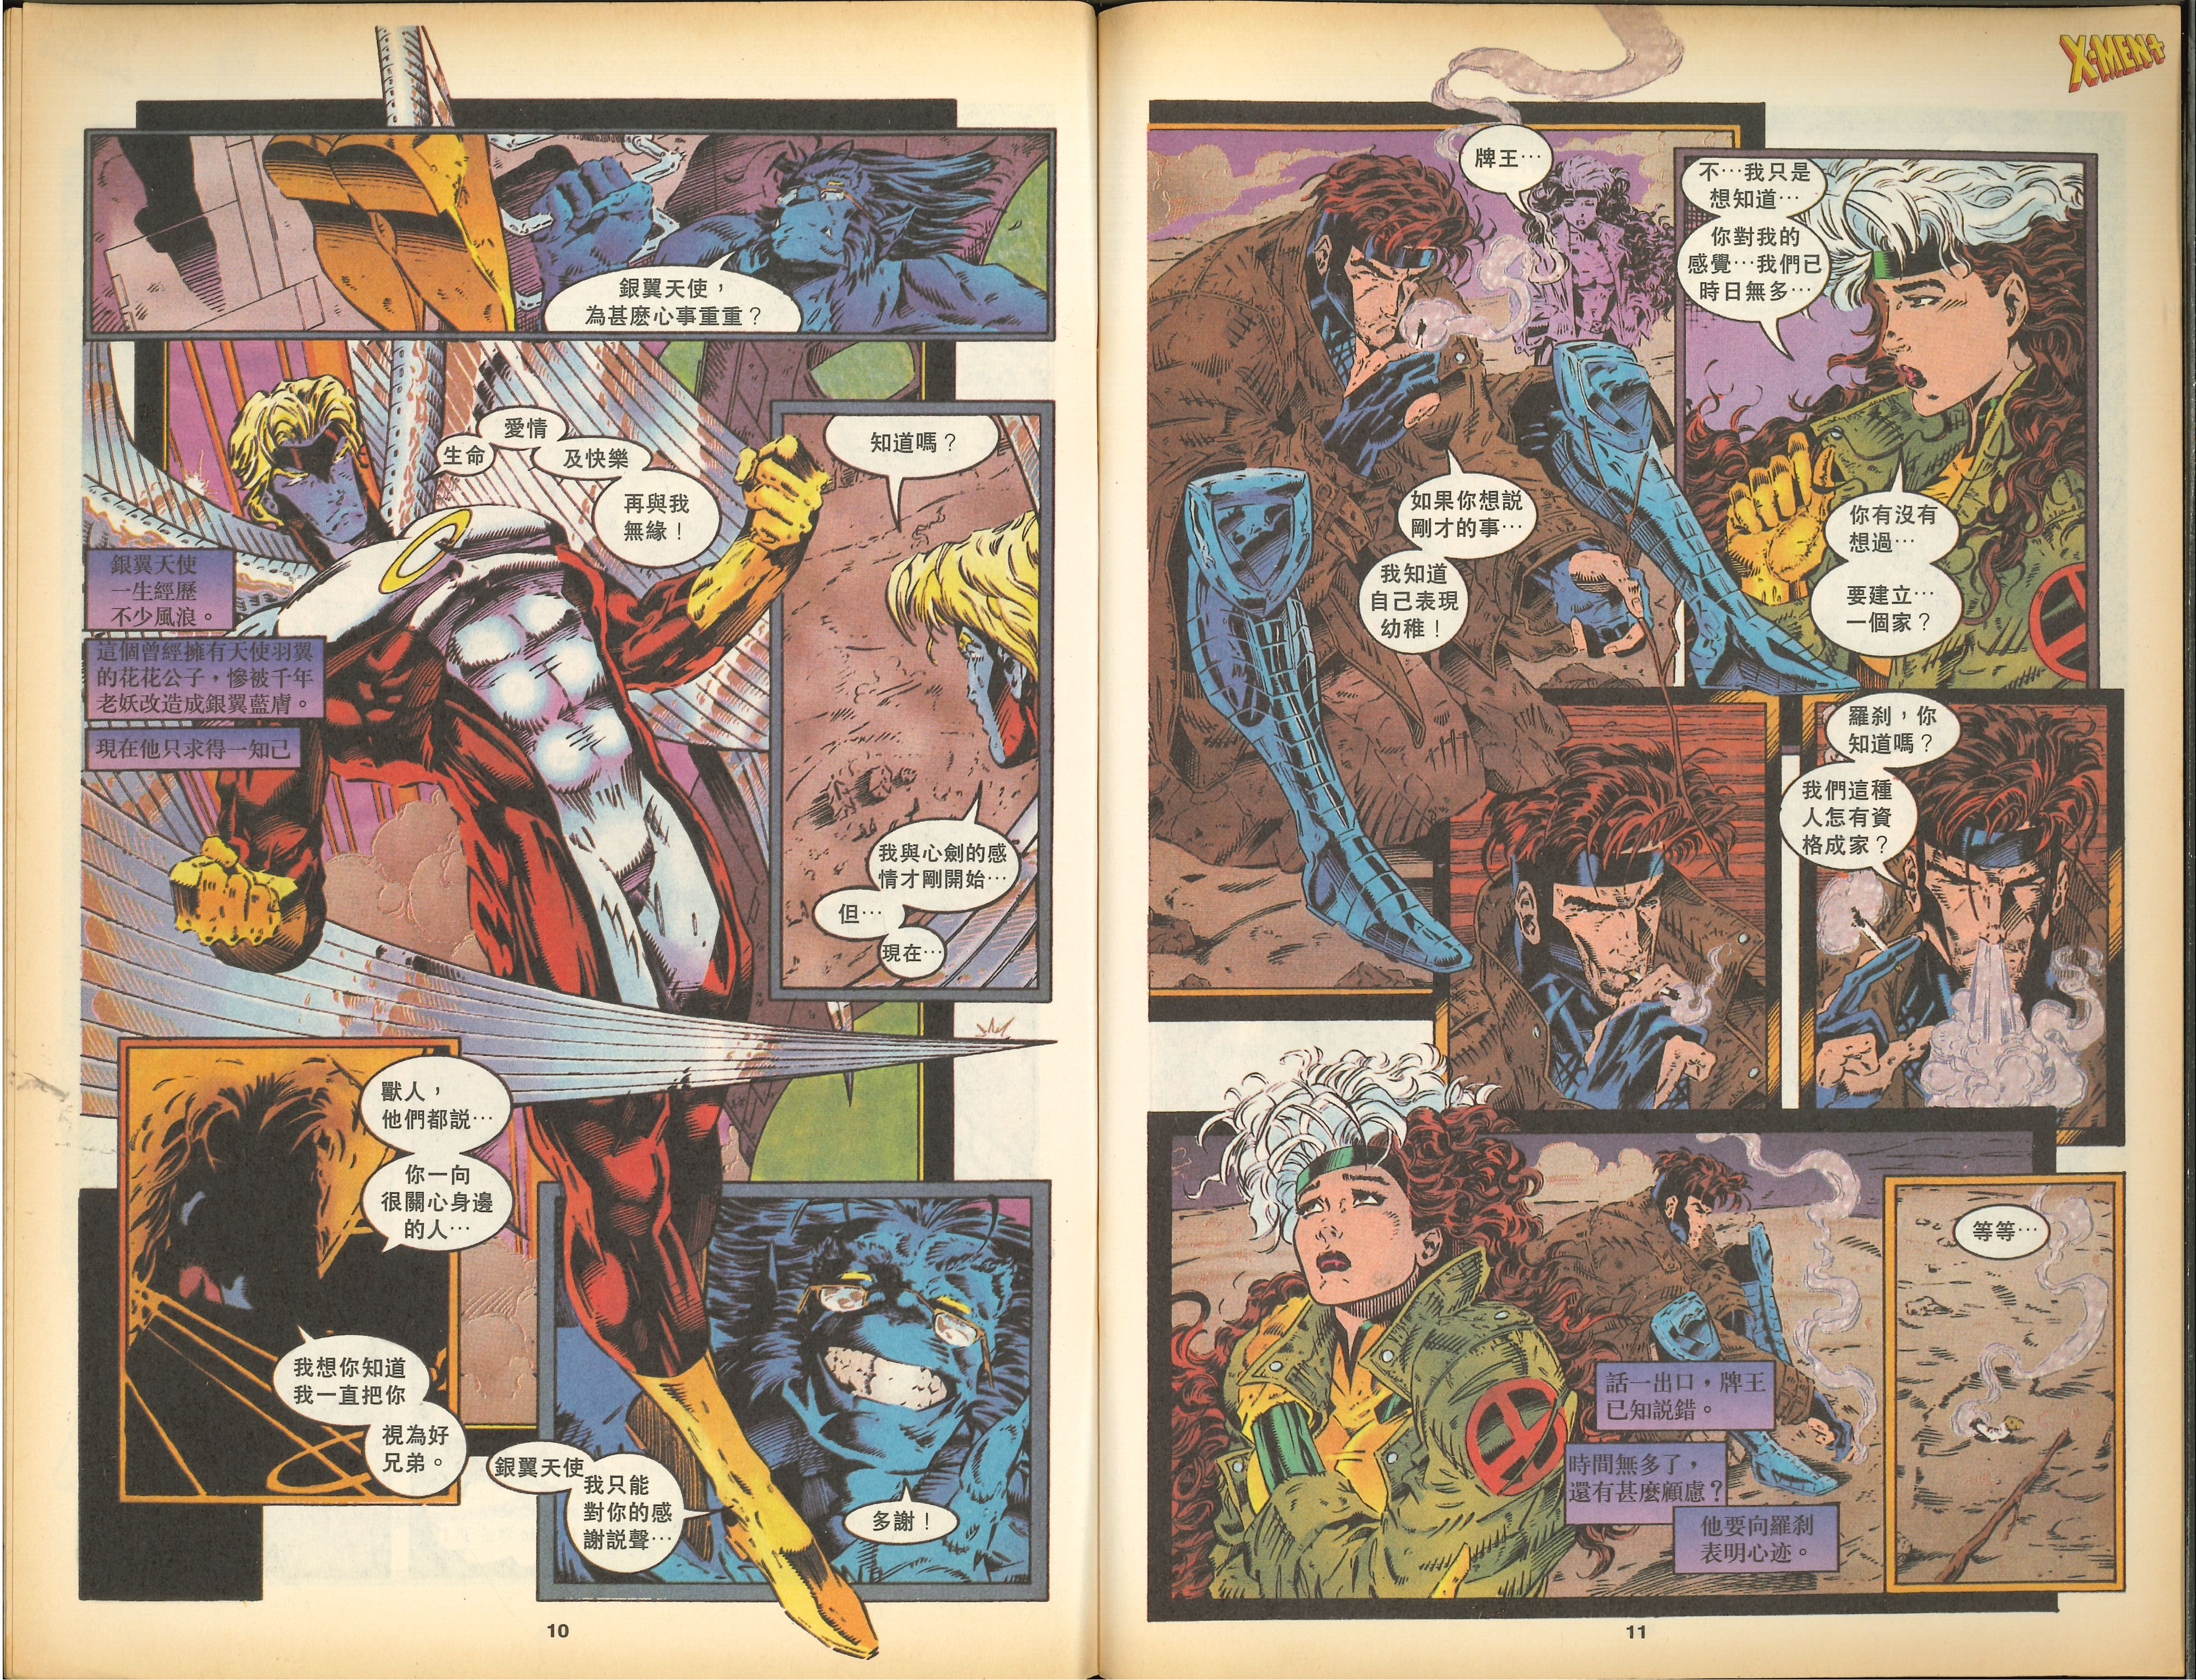 銀翼天使，
為甚麽心事重重？
生命
愛情
及快樂
再與我
無緣！
銀翼天使
一生經歷
不少風浪。
這個曾經擁有天使羽翼
的花花公子，慘被千年
老妖改造成銀翼藍膚。
現在他只求得一知己
知道嗎？
我與心劍的感
情才剛開始…
但…
現在…
獸人，
他們都説…
你一向
很關心身邊
的人…
我想你知道
我一直把你
視為好
兄弟。
銀翼天使
我只能
對你的感
謝説聲…
多謝！
10
X-MEN+
牌王…
如果你想説
剛才的事…
我知道
自己表現
幼稚！
不…我只是
想知道…
你對我的
感覺…我們已
時日無多…
你有沒有
想過…
要建立…
一個家？
羅刹，你
知道嗎？
我們這種
人怎有資
格成家？
話一出口，牌王
已知説錯。
時間無多了，
還有甚麽顧慮？
他要向羅刹
表明心迹。
等等…
11